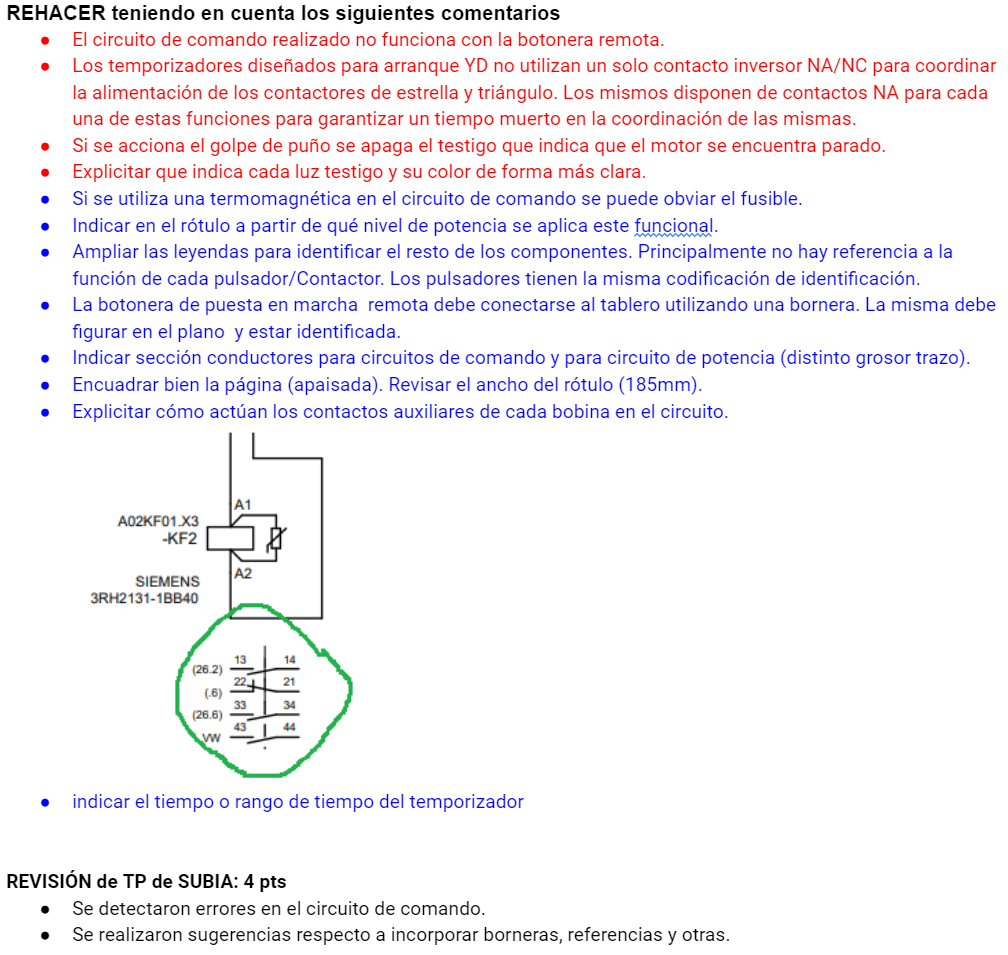 REHACER teniendo en cuenta los siguientes comentarios
● El circuito de comando realizado no funciona con la botonera remota.
● Los temporizadores diseñados para arranque YD no utilizan un solo contacto inversor NA/NC para coordinar
la alimentación de los contactores de estrella y triángulo. Los mismos disponen de contactos NA para cada
una de estas funciones para garantizar un tiempo muerto en la coordinación de las mismas.
● Si se acciona el golpe de puño se apaga el testigo que indica que el motor se encuentra parado.
● Explicitar que indica cada luz testigo y su color de forma más clara.
● Si se utiliza una termomagnética en el circuito de comando se puede obviar el fusible.
● Indicar en el rótulo a partir de qué nivel de potencia se aplica este funcional.
● Ampliar las leyendas para identificar el resto de los componentes. Principalmente no hay referencia a la
función de cada pulsador/Contactor. Los pulsadores tienen la misma codificación de identificación.
● La botonera de puesta en marcha remota debe conectarse al tablero utilizando una bornera. La misma debe
figurar en el plano y estar identificada.
● Indicar sección conductores para circuitos de comando y para circuito de potencia (distinto grosor trazo).
● Encuadrar bien la página (apaisada). Revisar el ancho del rótulo (185mm).
● Explicitar cómo actúan los contactos auxiliares de cada bobina en el circuito.
A1
A02KF01.X3
-KF2
A2
SIEMENS
3RH2131-1BB40
(26.2) 13 14
(.6) 22 21
(26.6) 33 34
VW 43 44
● indicar el tiempo o rango de tiempo del temporizador
REVISIÓN de TP de SUBIA: 4 pts
● Se detectaron errores en el circuito de comando.
● Se realizaron sugerencias respecto a incorporar borneras, referencias y otras.